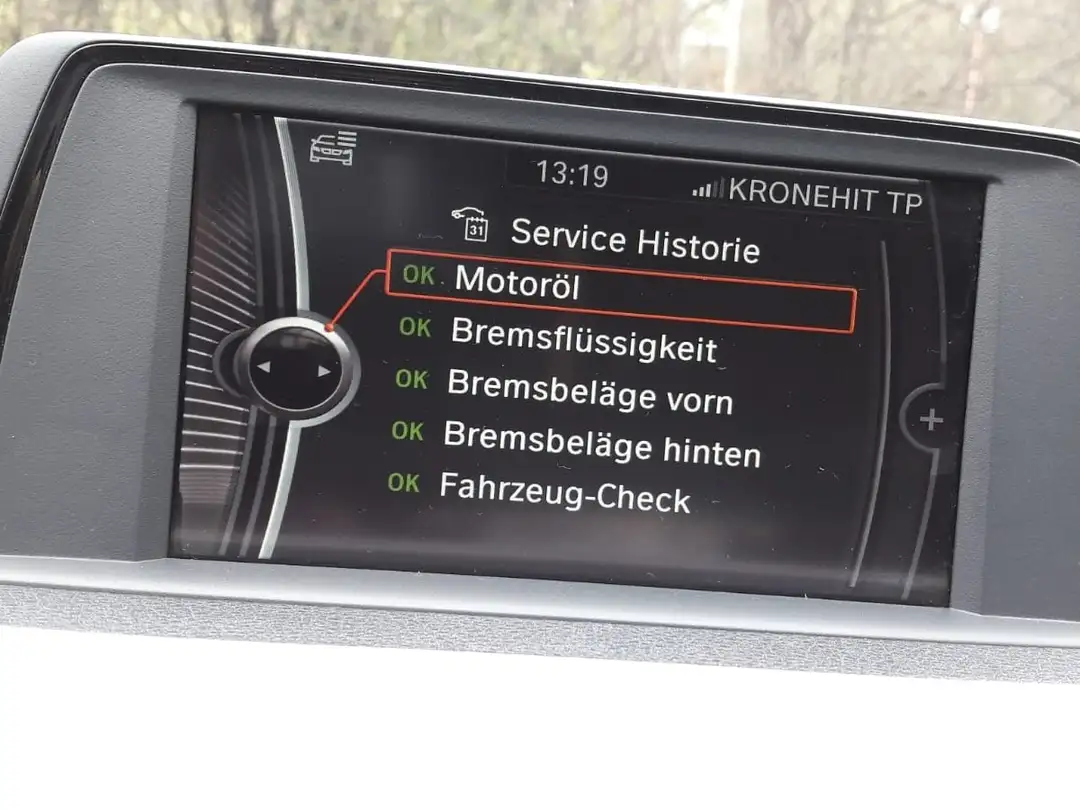 13:19
KRONEHIT TP
31
Service Historie
OK Motoröl
OK Bremsflüssigkeit
OK Bremsbeläge vorn
OK Bremsbeläge hinten
OK Fahrzeug-Check